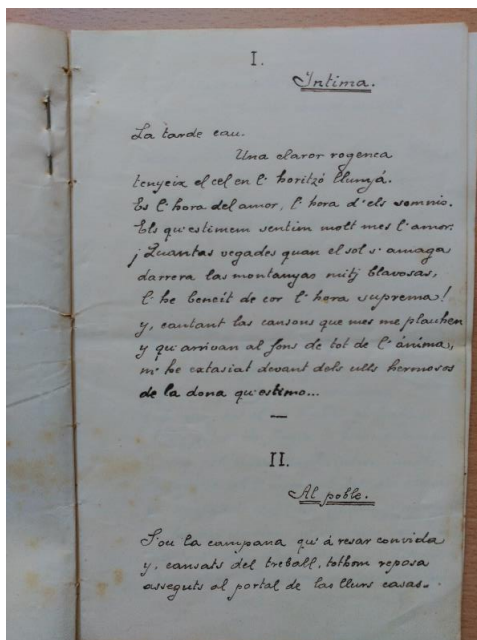 I.
Intima.
La tarde cau.
Una claror rogenca
tenyeix el cel en l' horitzó llunyá.
Es l' hora del amor, l' hora d'els somnis.
Els qu'estimem sentim molt mes l'amor.
¡Quantas vegades quan el sol s' amaga
darrera las montanyas mitj blavosas,
l' he beneit de cor l' hora suprema!
y, cantant las cansons que mes me plauhen
y qu' arrivan al fons de tot de l' ánima,
m' he extasiat devant dels ulls hermosos
de la dona qu'estimo...
II.
Al poble.
S'ou la campana qu' á resar convida
y, cansats del treball, tothom reposa
asseguts al portal de las llurs casas.